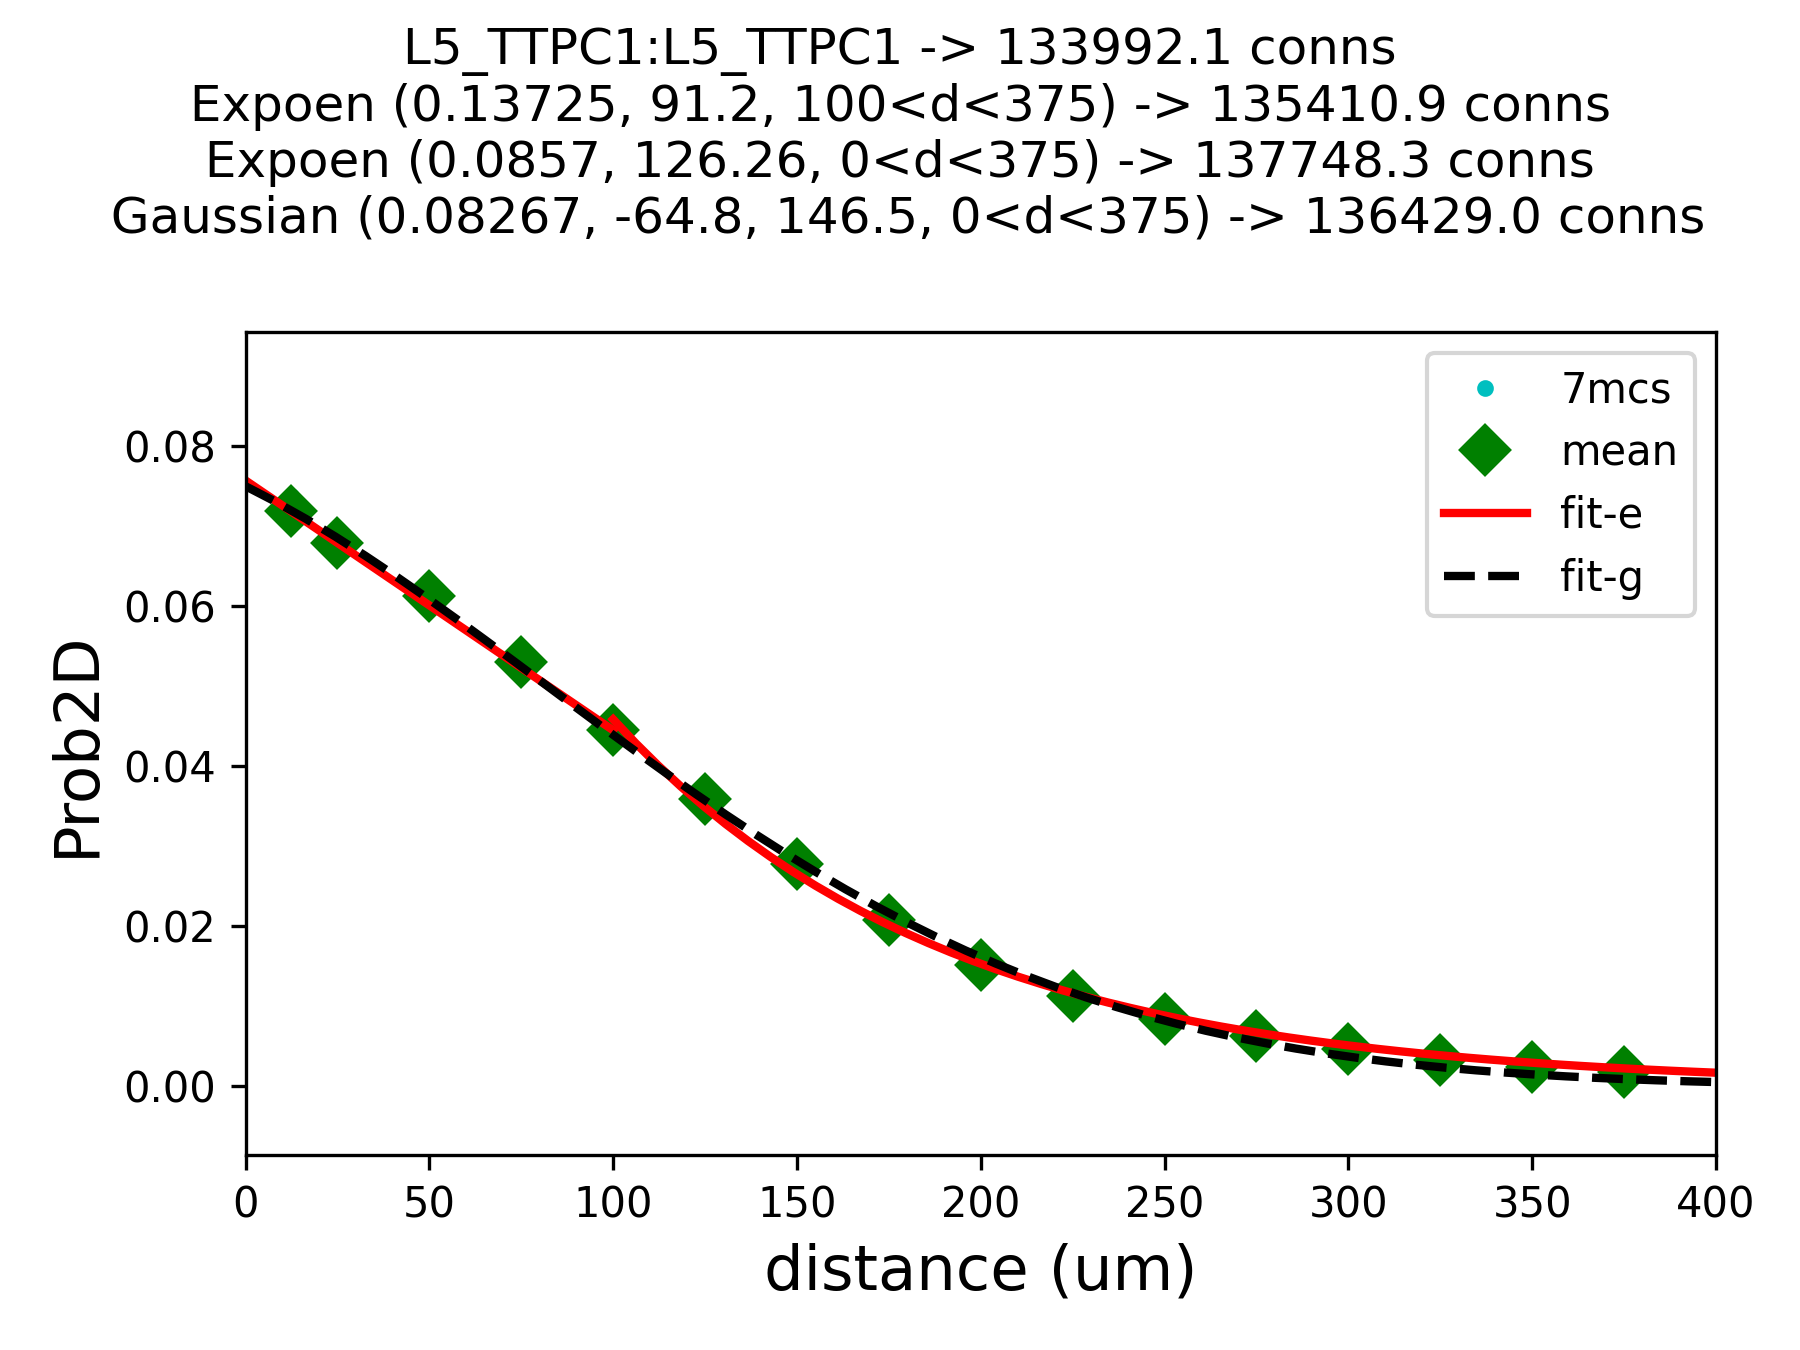 L5_TTPC1:L5_TTPC1 -> 133992.1 conns
Expoen (0.13725, 91.2, 100<d<375) -> 135410.9 conns
Expoen (0.0857, 126.26, 0<d<375) -> 137748.3 conns
Gaussian (0.08267, -64.8, 146.5, 0<d<375) -> 136429.0 conns
7mcs
mean
fit-e
fit-g
Prob2D
0.08
0.06
0.04
0.02
0.00
0 50 100 150 200 250 300 350 400
distance (um)